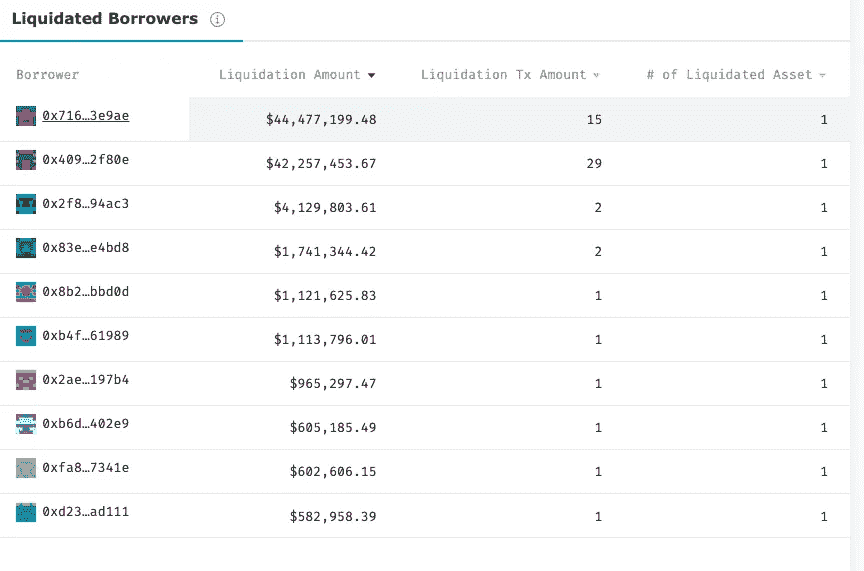 Liquidated Borrowers
Borrower Liquidation Amount Liquidation Tx Amount # of Liquidated Asset
0x716…3e9ae $44,477,199.48 15 1
0x409…2f80e $42,257,453.67 29 1
0x2f8…94ac3 $4,129,803.61 2 1
0x83e…e4bd8 $1,741,344.42 2 1
0x8b2…bbd0d $1,121,625.83 1 1
0xb4f…61989 $1,113,796.01 1 1
0x2ae…197b4 $965,297.47 1 1
0xb6d…402e9 $605,185.49 1 1
0xfa8…7341e $602,606.15 1 1
0xd23…ad111 $582,958.39 1 1